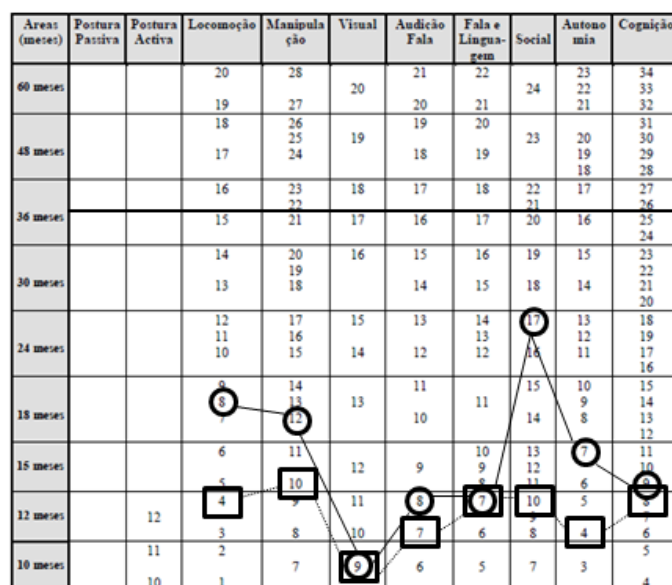 Areas (meses) Postura Passiva Postura Activa Locomoção Manipula ção Visual Audição Fala Fala e Lingua- gem Social Autono mia Cognição
20 28 21 22 23 34
60 meses 20 24 22 33
19 27 20 21 21 32
18 26 19 20 31
25 19 23 20 30
48 meses 17 24 18 19 19 29
18 28
16 23 18 17 18 22 17 27
22 21 26
36 meses 15 21 17 16 17 20 16 25
24
14 20 16 15 16 19 15 23
19 22
30 meses 13 18 14 15 18 14 21
20
12 17 15 13 14 17 13 18
11 16 13 12 19
24 meses 10 15 14 12 12 16 11 17
16
9 14 11 15 10 15
8 13 13 11 9 14
18 meses 7 12 10 14 8 13
12
6 11 10 13 7 11
15 meses 12 9 9 12 10
5 10 8 11 6 9
4 9 11 8 7 10 5 8
12 meses 12 9 7
3 8 10 7 6 8 4 6
11 2 5
10 meses 7 9 6 5 7 3
10 1 4